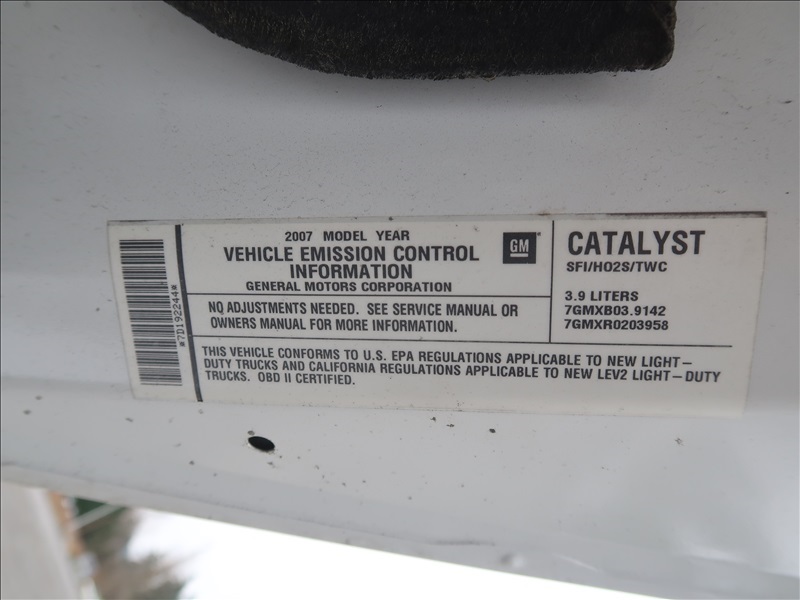 *7D192244*
2007 MODEL YEAR
VEHICLE EMISSION CONTROL
INFORMATION
GENERAL MOTORS CORPORATION
GM
NO ADJUSTMENTS NEEDED. SEE SERVICE MANUAL OR
OWNERS MANUAL FOR MORE INFORMATION.
CATALYST
SFI/HO2S/TWC
3.9 LITERS
7GMXB03.9142
7GMXR0203958
THIS VEHICLE CONFORMS TO U.S. EPA REGULATIONS APPLICABLE TO NEW LIGHT-
DUTY TRUCKS AND CALIFORNIA REGULATIONS APPLICABLE TO NEW LEV2 LIGHT-DUTY
TRUCKS. OBD II CERTIFIED.